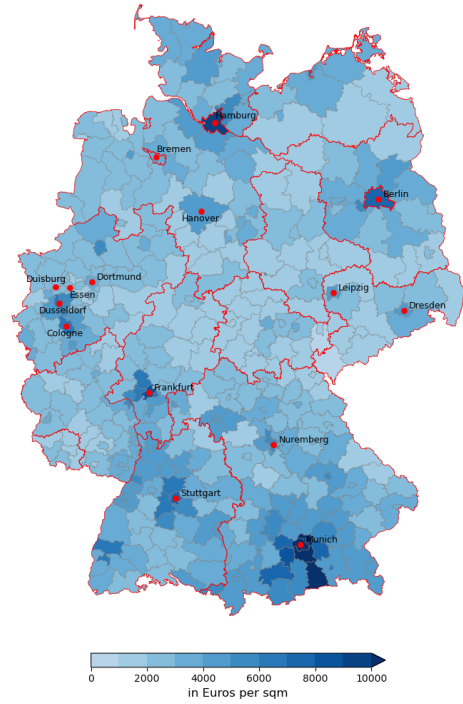 Hamburg
Bremen
Berlin
Hanover
Duisburg
Dortmund
Essen
Leipzig
Dusseldorf
Dresden
Cologne
Frankfurt
Nuremberg
Stuttgart
Munich
0 2000 4000 6000 8000 10000
in Euros per sqm